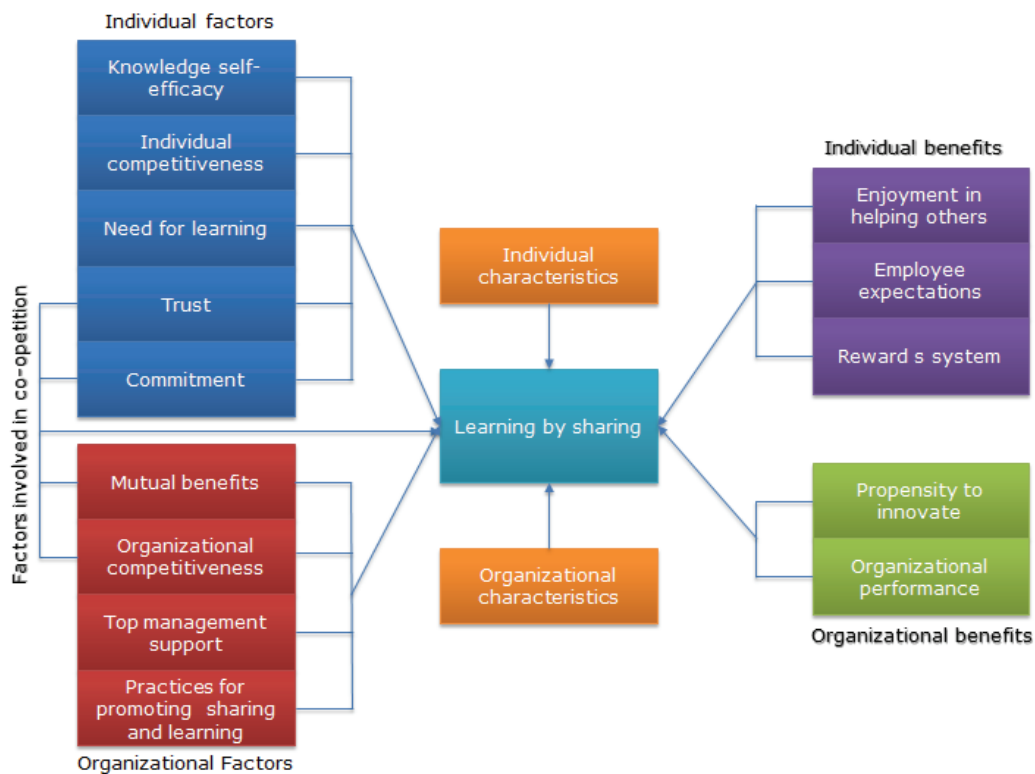 Individual factors
Knowledge self-
efficacy
Individual
competitiveness
Need for learning
Trust
Commitment
Factors involved in co-opetition
Mutual benefits
Organizational
competitiveness
Top management
support
Practices for
promoting sharing
and learning
Organizational Factors
Individual
characteristics
Learning by sharing
Organizational
characteristics
Individual benefits
Enjoyment in
helping others
Employee
expectations
Reward s system
Propensity to
innovate
Organizational
performance
Organizational benefits